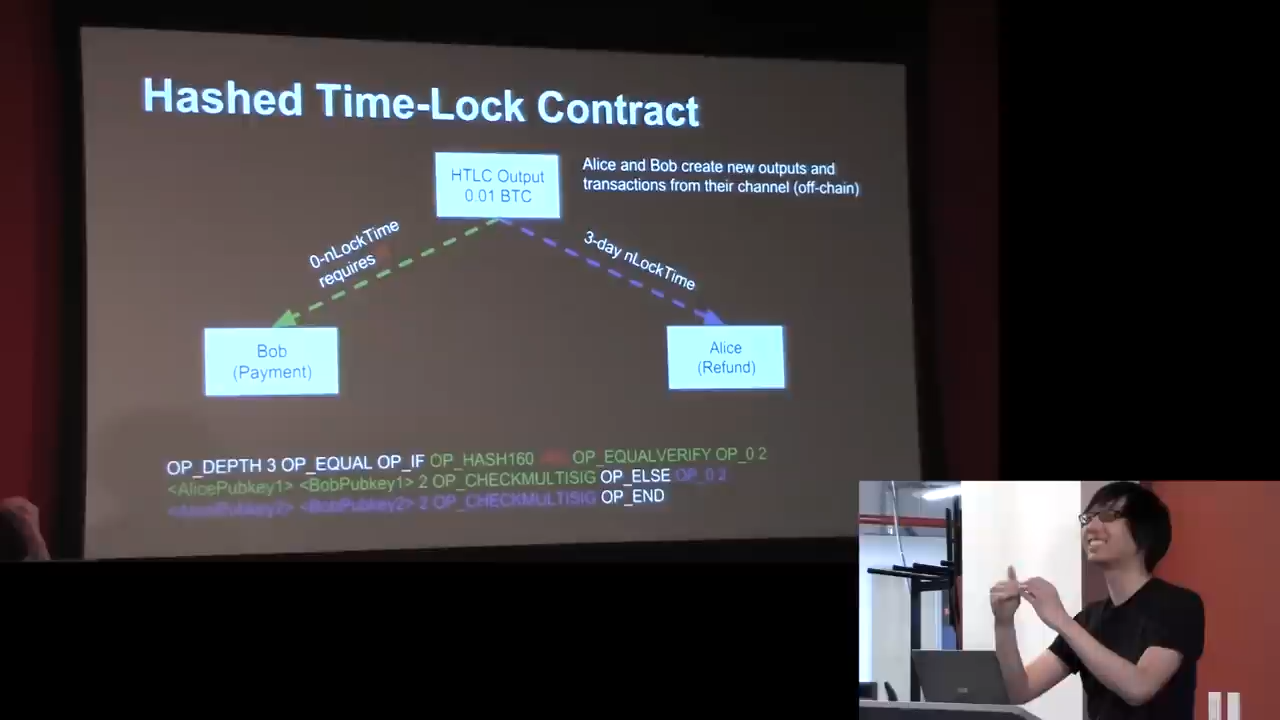 Hashed Time-Lock Contract
HTLC Output
0.01 BTC
Alice and Bob create new outputs and
transactions from their channel (off-chain)
0-nLockTime
requires
3-day nLockTime
Bob
(Payment)
Alice
(Refund)
OP_DEPTH 3 OP_EQUAL OP_IF OP_HASH160 OP_EQUALVERIFY OP_0 2
<AlicePubkey1> <BobPubkey1> 2 OP_CHECKMULTISIG OP_ELSE OP_0 2
<AlicePubkey2> <BobPubkey2> 2 OP_CHECKMULTISIG OP_END